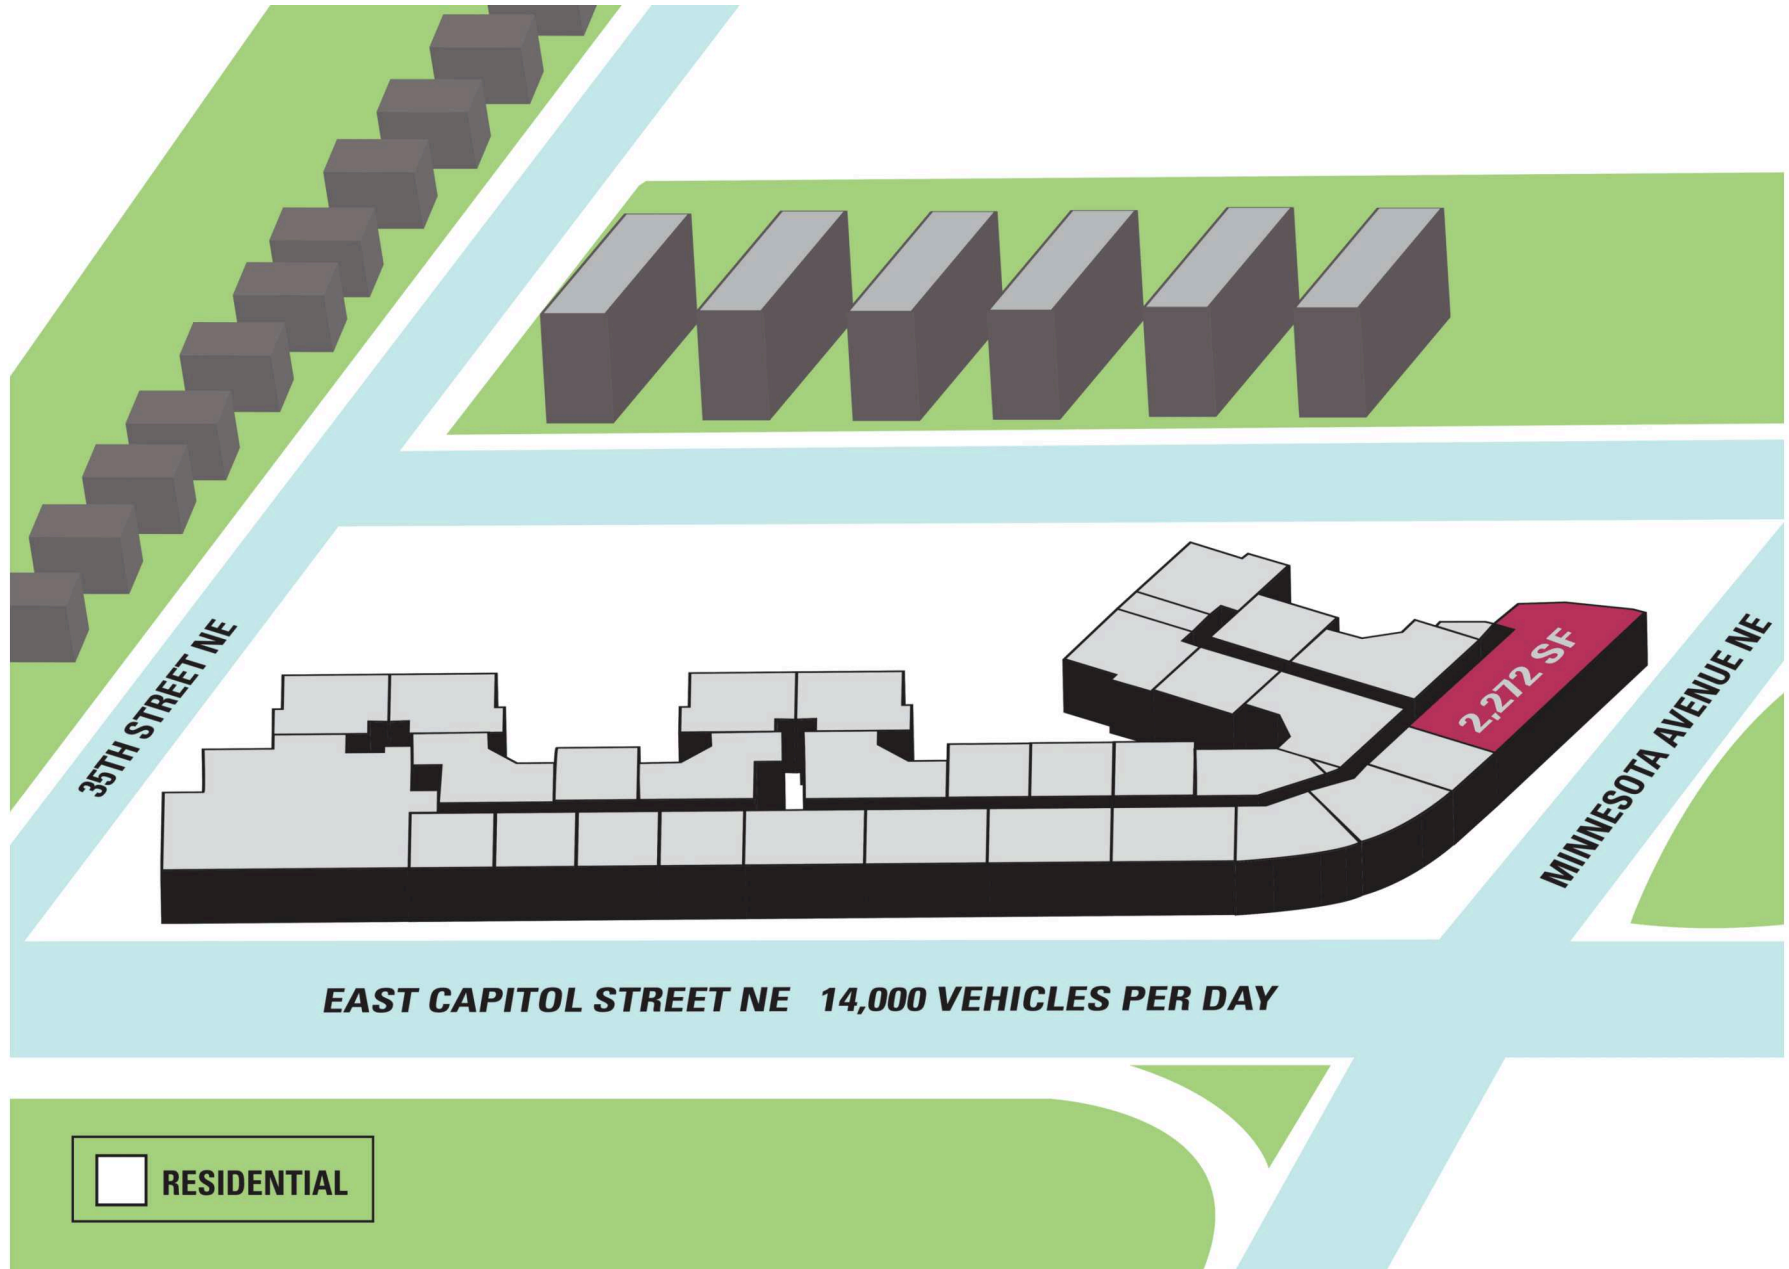 2,272 SF
35TH STREET NE
MINNESOTA AVENUE NE
EAST CAPITOL STREET NE 14,000 VEHICLES PER DAY
RESIDENTIAL